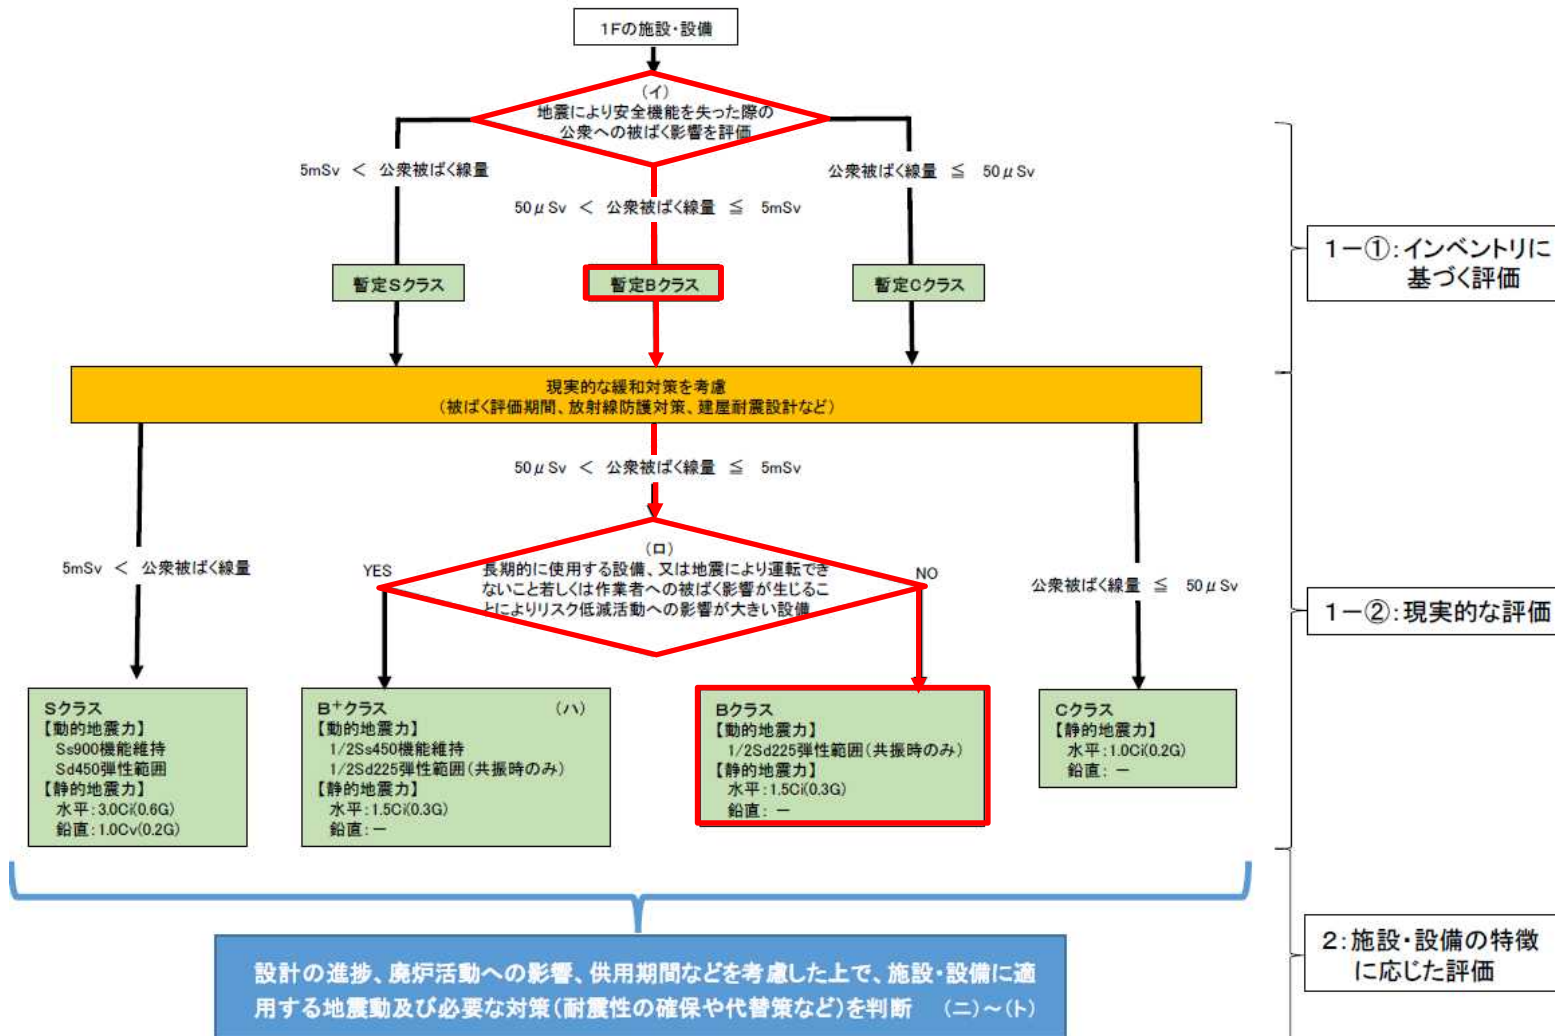 1Fの施設・設備
(イ)
地震により安全機能を失った際の
公衆への被ばく影響を評価
5mSv ＜ 公衆被ばく線量
公衆被ばく線量 ≦ 50μSv
50μSv ＜ 公衆被ばく線量 ≦ 5mSv
1－①:インベントリに
基づく評価
暫定Sクラス
暫定Bクラス
暫定Cクラス
現実的な緩和対策を考慮
(被ばく評価期間、放射線防護対策、建屋耐震設計など)
50μSv ＜ 公衆被ばく線量 ≦ 5mSv
(ロ)
長期的に使用する設備、又は地震により運転でき
ないこと若しくは作業者への被ばく影響が生じるこ
とによりリスク低減活動への影響が大きい設備
YES
NO
5mSv ＜ 公衆被ばく線量
公衆被ばく線量 ≦ 50μSv
1－②:現実的な評価
Sクラス
【動的地震力】
Ss900機能維持
Sd450弾性範囲
【静的地震力】
水平:3.0Ci(0.6G)
鉛直:1.0Cv(0.2G)
B+クラス (ハ)
【動的地震力】
1/2Ss450機能維持
1/2Sd225弾性範囲(共振時のみ)
【静的地震力】
水平:1.5Ci(0.3G)
鉛直:－
Bクラス
【動的地震力】
1/2Sd225弾性範囲(共振時のみ)
【静的地震力】
水平:1.5Ci(0.3G)
鉛直: －
Cクラス
【静的地震力】
水平:1.0Ci(0.2G)
鉛直: －
2:施設・設備の特徴
に応じた評価
設計の進捗、廃炉活動への影響、供用期間などを考慮した上で、施設・設備に適
用する地震動及び必要な対策(耐震性の確保や代替策など)を判断 (ニ)～(ト)